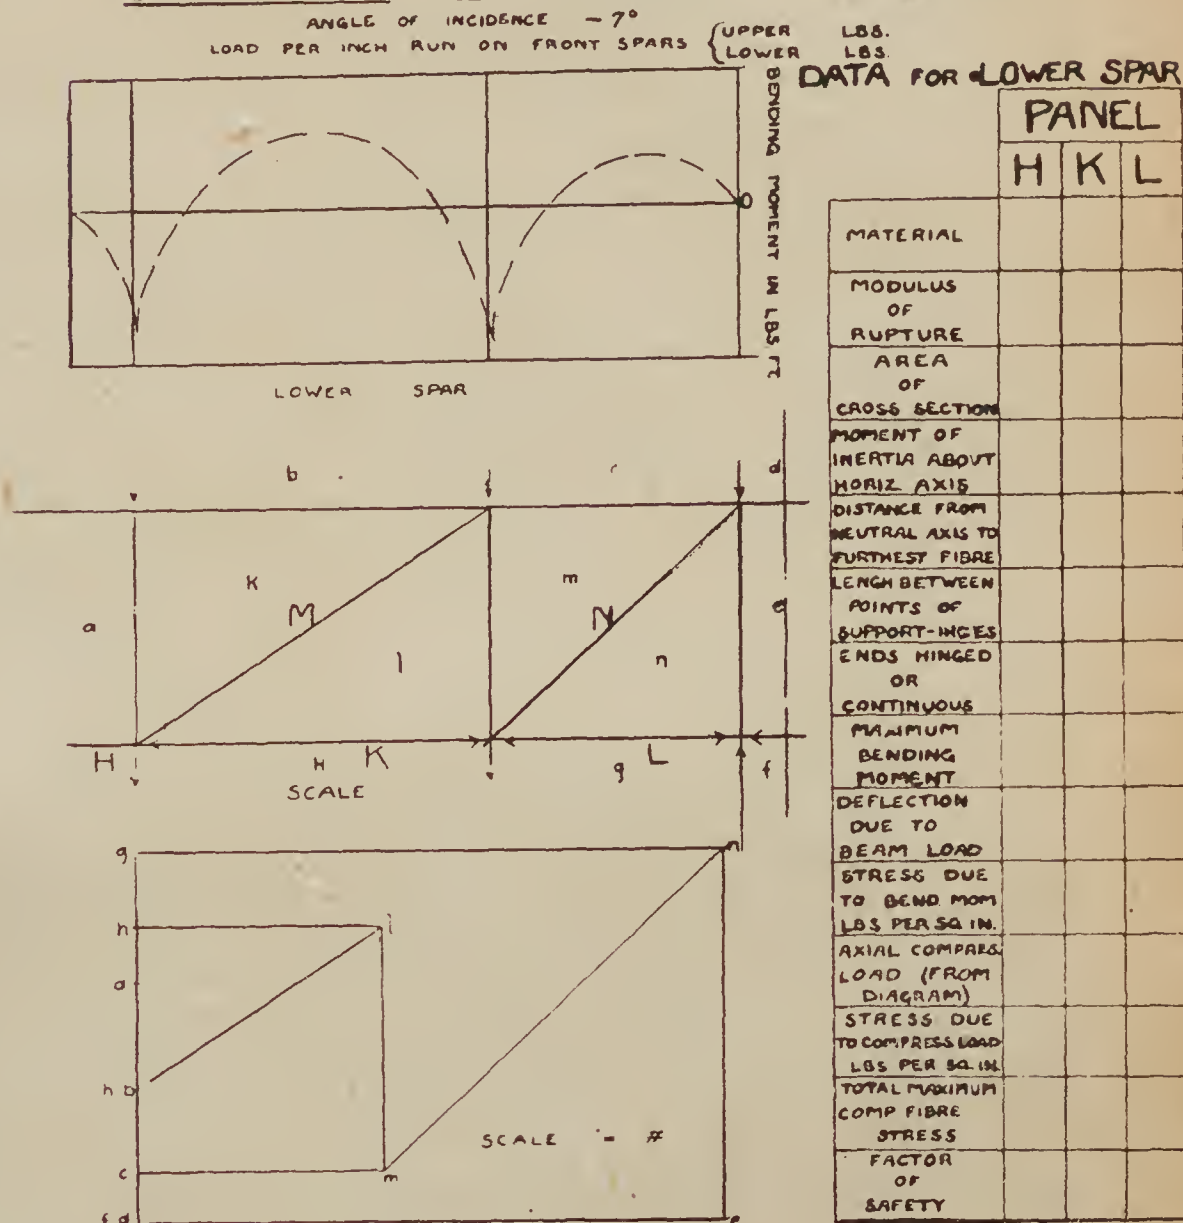 ANGLE OF INCIDENCE - 7°
LOAD PER INCH RUN ON FRONT SPARS { UPPER LBS.
LOWER LBS.
BENDING MOMENT IN LBS FT
O
LOWER SPAR
DATA FOR LOWER SPAR
PANEL
H K L
MATERIAL
MODULUS
OF
RUPTURE
AREA
OF
CROSS SECTION
MOMENT OF
INERTIA ABOUT
HORIZ AXIS
DISTANCE FROM
NEUTRAL AXIS TO
FURTHEST FIBRE
LENGH BETWEEN
POINTS OF
SUPPORT-INCES
ENDS HINGED
OR
CONTINUOUS
MAXIMUM
BENDING
MOMENT
DEFLECTION
DUE TO
BEAM LOAD
STRESS DUE
TO BEND MOM
LBS PER SQ IN.
AXIAL COMPRES
LOAD (FROM
DIAGRAM)
STRESS DUE
TO COMPRESS LOAD
LBS PER SQ. IN.
TOTAL MAXIMUM
COMP FIBRE
STRESS
FACTOR
OF
SAFETY
b c d
k m
M N
a e
l n
H H K g L f
SCALE
g n
h l
a
b
SCALE = #
c m
f d